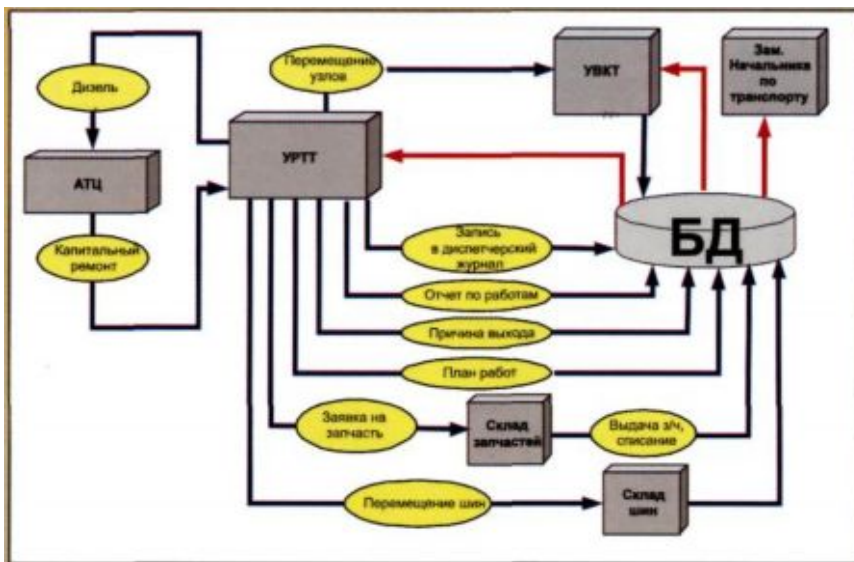 Дизель
Перемещение
узлов
УВКТ
Зам.
Начальника
по
транспорту
УРТТ
АТЦ
БД
Капитальный
ремонт
Запись
в диспетчерский
журнал
Отчет по работам
Причина выхода
План работ
Заявка на
запчасть
Склад
запчастей
Выдача з/ч,
списание
Перемещение шин
Склад
шин